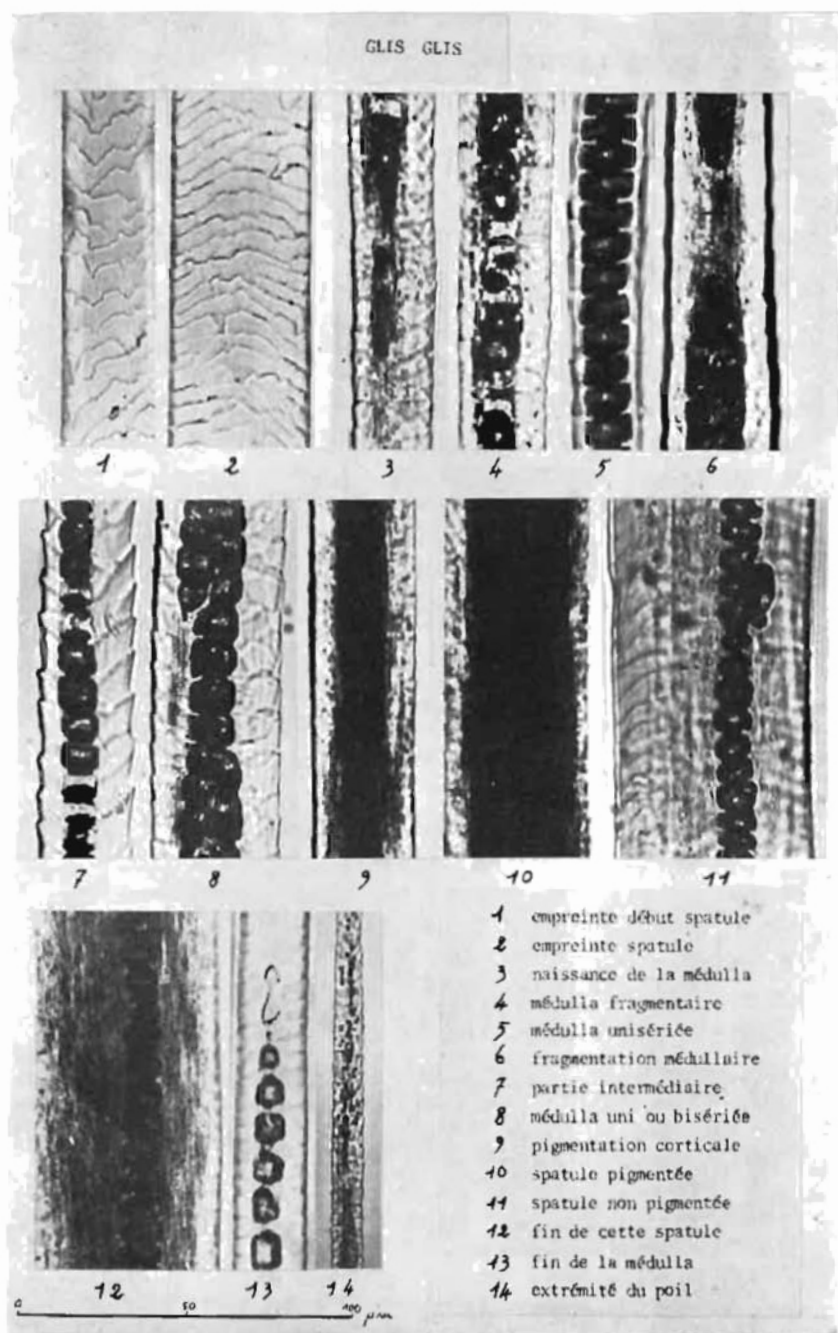 GLIS GLIS
1 2 3 4 5 6
7 8 9 10 11
1 empreinte début spatule
2 empreinte spatule
3 naissance de la médulla
4 médulla fragmentaire
5 médulla unisériée
6 fragmentation médullaire
7 partie intermédiaire
8 médulla uni ou bisériée
9 pigmentation corticale
10 spatule pigmentée
11 spatule non pigmentée
12 fin de cette spatule
13 fin de la médulla
14 extrémité du poil
12 13 14
0 50 100 µm